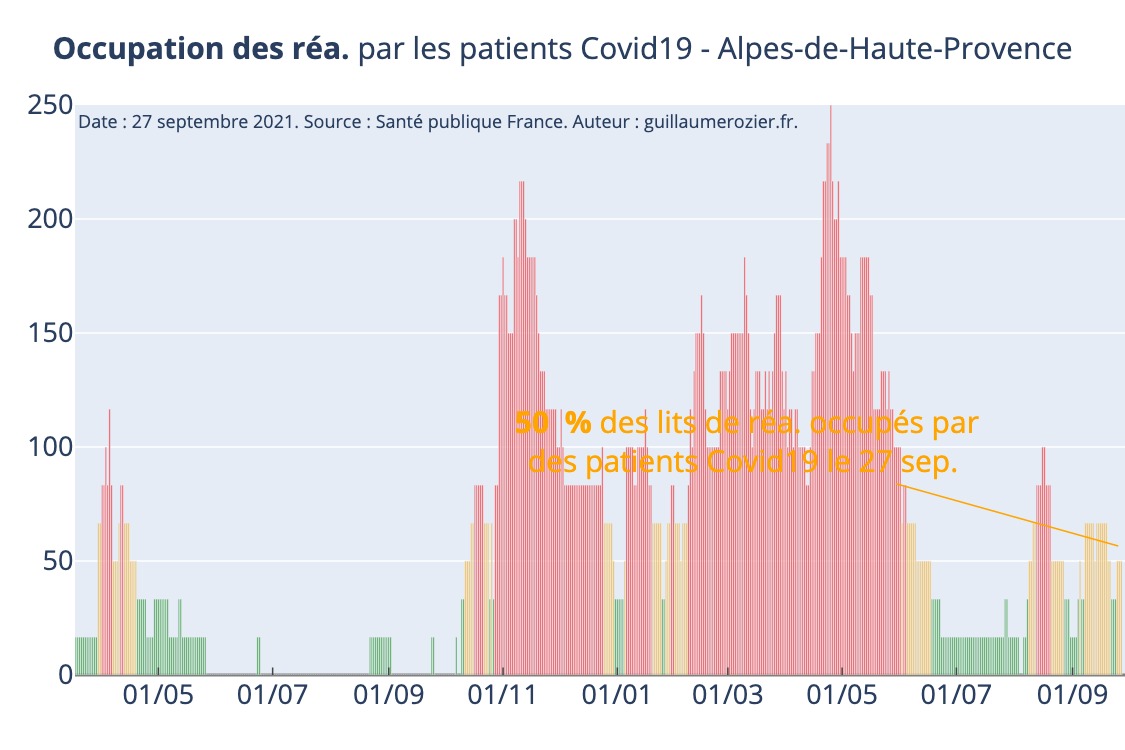 Occupation des réa. par les patients Covid19 - Alpes-de-Haute-Provence
250
Date : 27 septembre 2021. Source : Santé publique France. Auteur : guillaumerozier.fr.
200
150
50 % des lits de réa. occupés par
100
des patients Covid19 le 27 sep.
50
0
01/05 01/07 01/09 01/11 01/01 01/03 01/05 01/07 01/09